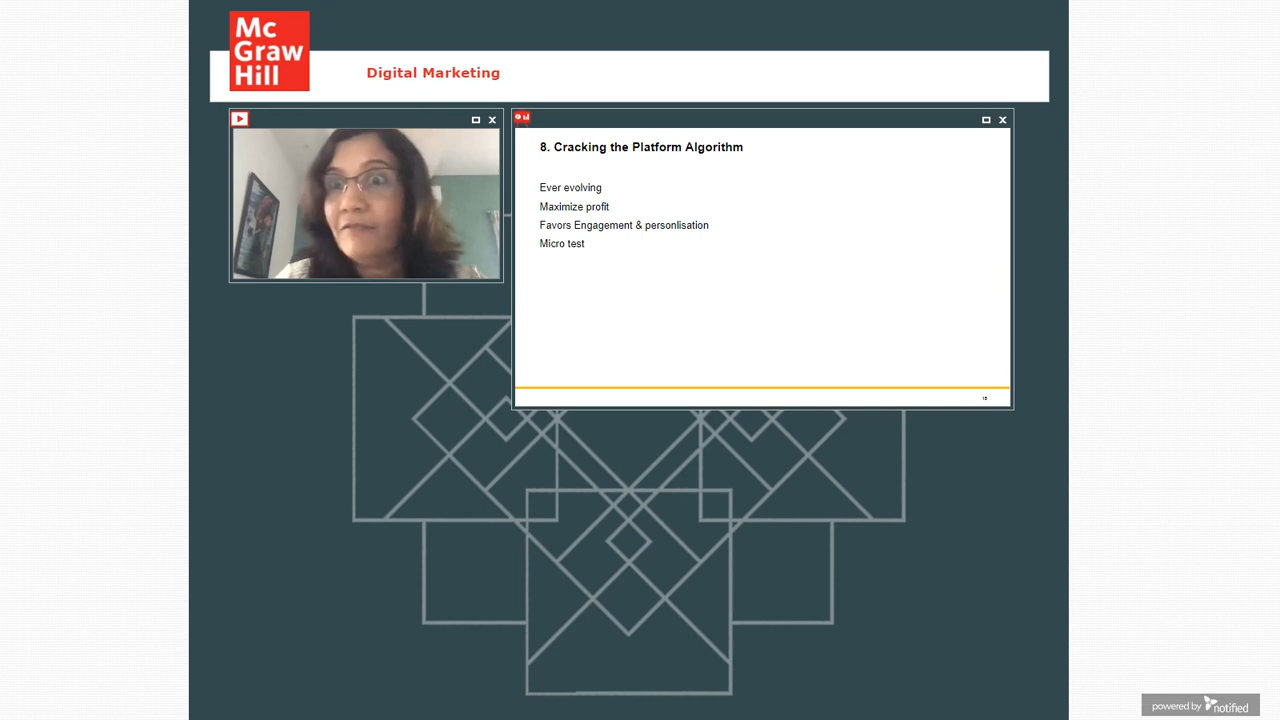 Mc
Graw
Hill
Digital Marketing
8. Cracking the Platform Algorithm
Ever evolving
Maximize profit
Favors Engagement & personlisation
Micro test
powered by notified